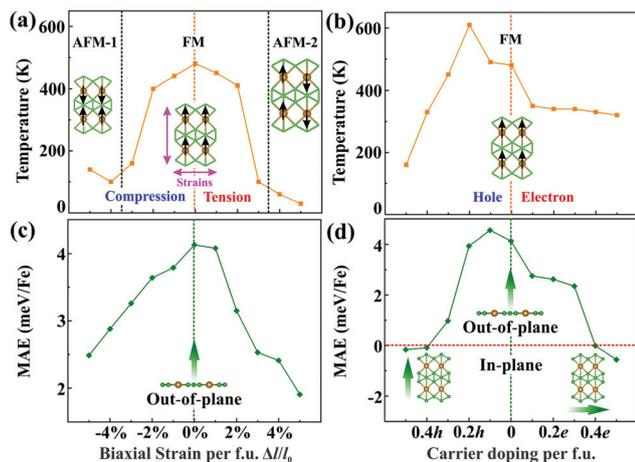 (a)
600
400
200
0
Temperature (K)
AFM-1
FM
AFM-2
Strains
Compression
Tension
(b)
600
400
200
0
Temperature (K)
FM
Hole
Electron
(c)
4
3
2
MAE (meV/Fe)
Out-of-plane
-4% -2% 0% 2% 4%
Biaxial Strain per f.u. Δl/l0
(d)
4
2
0
-2
MAE (meV/Fe)
Out-of-plane
In-plane
0.4h 0.2h 0 0.2e 0.4e
Carrier doping per f.u.